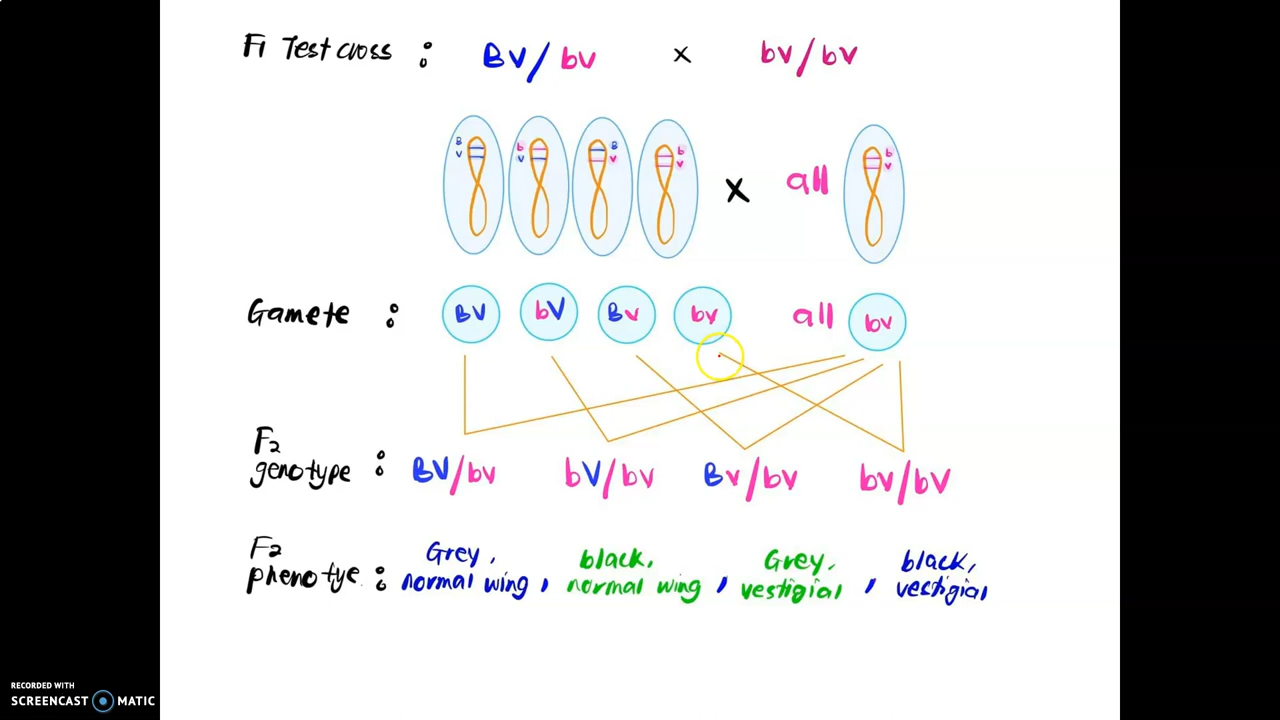 F1 Test cross : BV/bv x bv/bv
B
V
b
V
B
v
b
v
X all
b
v
Gamete : BV bV Bv bv all bv
F2
genotype : BV/bv bV/bv Bv/bv bv/bv
F2
phenotye : Grey, normal wing, black, normal wing, Grey, vestigial, black, vestigial
RECORDED WITH
SCREENCAST MATIC